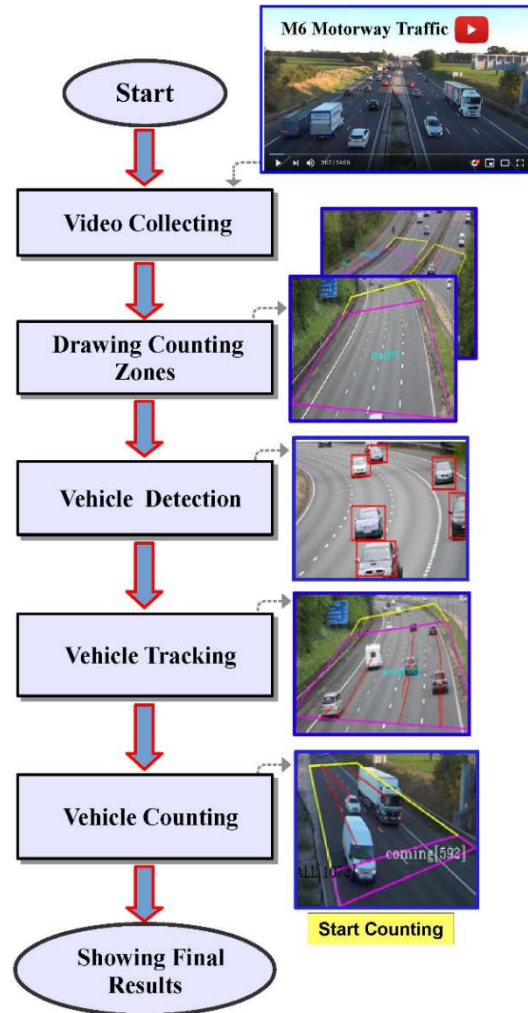 M6 Motorway Traffic
Start
Video Collecting
Drawing Counting
Zones
Vehicle Detection
Vehicle Tracking
Vehicle Counting
coming[592]
Start Counting
Showing Final
Results